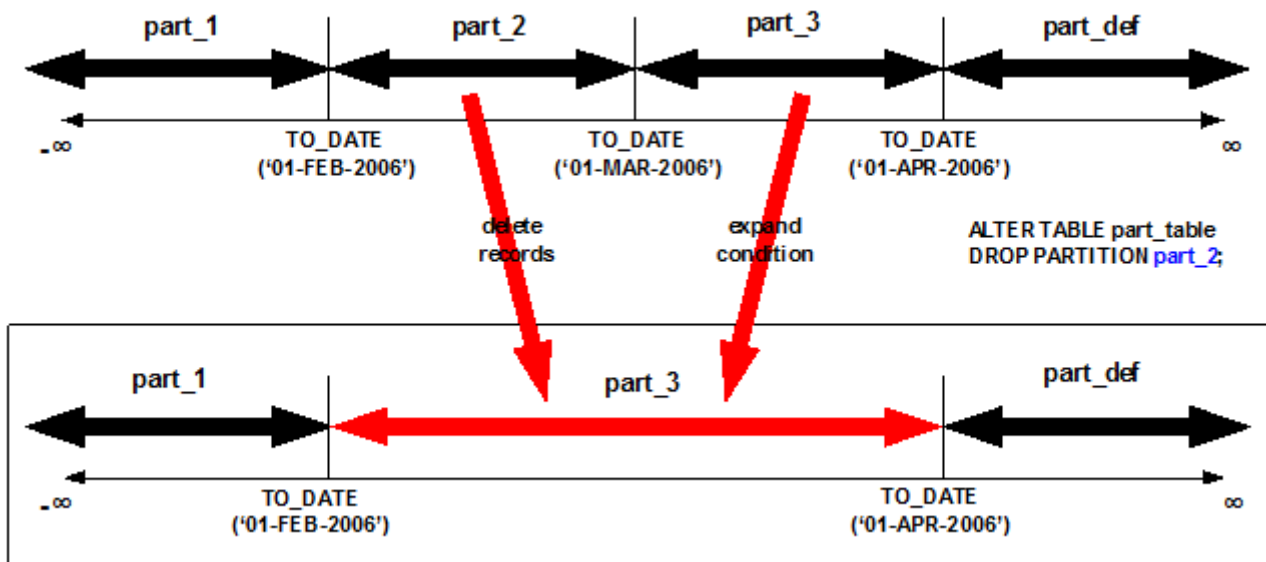 part_1 part_2 part_3 part_def
-∞ TO_DATE TO_DATE TO_DATE ∞
('01-FEB-2006') ('01-MAR-2006') ('01-APR-2006')
delete expand ALTER TABLE part_table
records condition DROP PARTITION part_2;
part_1 part_3 part_def
-∞ TO_DATE TO_DATE ∞
('01-FEB-2006') ('01-APR-2006')